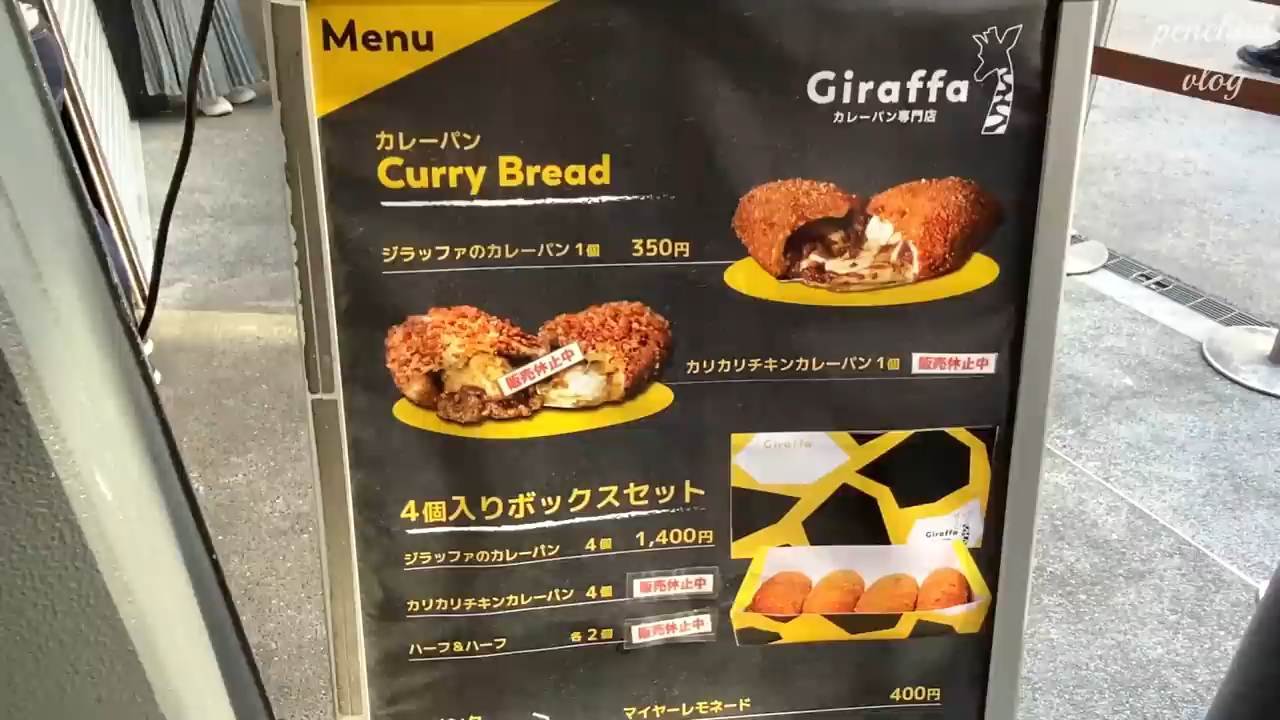 Menu
penchi
vlog
Giraffa
カレーパン専門店
カレーパン
Curry Bread
ジラッファのカレーパン 1個 350円
販売休止中
カリカリチキンカレーパン 1個 販売休止中
Giraffa
4個入りボックスセット
Giraffa
ジラッファのカレーパン 4個 1,400円
カリカリチキンカレーパン 4個 販売休止中
ハーフ&ハーフ 各2個 販売休止中
マイヤーレモネード 400円